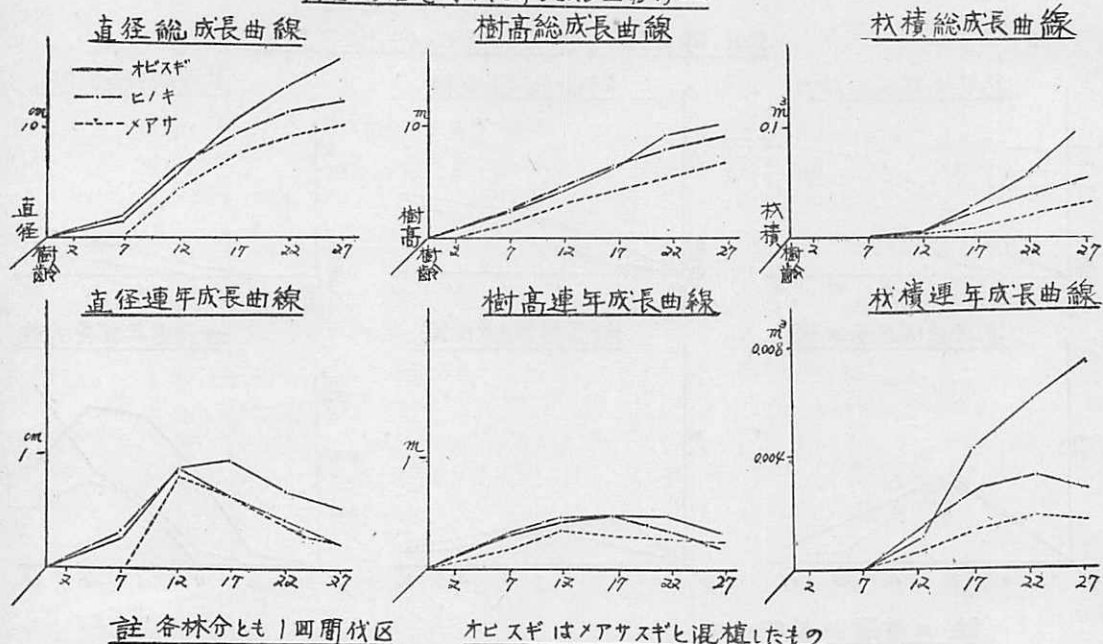 直径総成長曲線
オビスギ
ヒノキ
メアサ
cm
10
直径
樹齢
2 7 12 17 22 27
樹高総成長曲線
m
10
樹高
樹齢
2 7 12 17 22 27
材積総成長曲線
m³
0.1
材積
樹齢
2 7 12 17 22 27
直径連年成長曲線
cm
1
2 7 12 17 22 27
樹高連年成長曲線
m
1
2 7 12 17 22 27
材積連年成長曲線
m³
0.008
0.004
2 7 12 17 22 27
註 各林分とも1回間伐区 オビスギはメアサスギと混植したもの